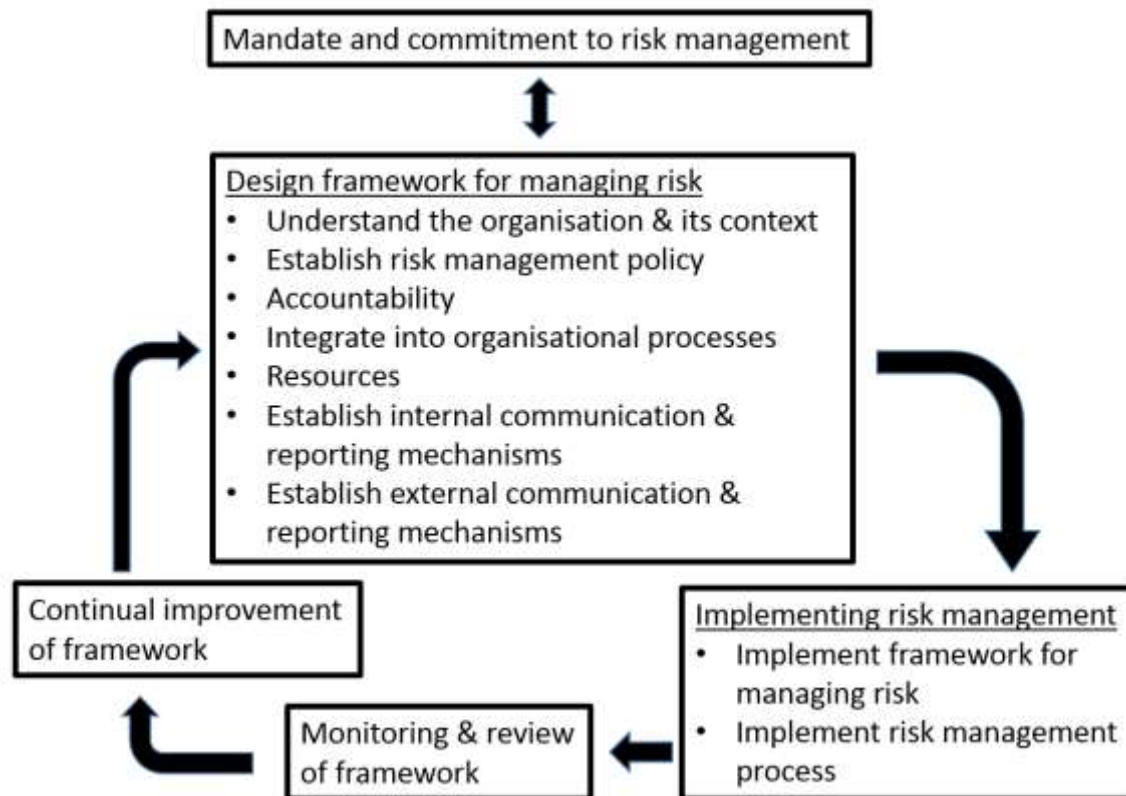 Mandate and commitment to risk management
Design framework for managing risk
• Understand the organisation & its context
• Establish risk management policy
• Accountability
• Integrate into organisational processes
• Resources
• Establish internal communication &
reporting mechanisms
• Establish external communication &
reporting mechanisms
Implementing risk management
• Implement framework for
managing risk
• Implement risk management
process
Monitoring & review
of framework
Continual improvement
of framework